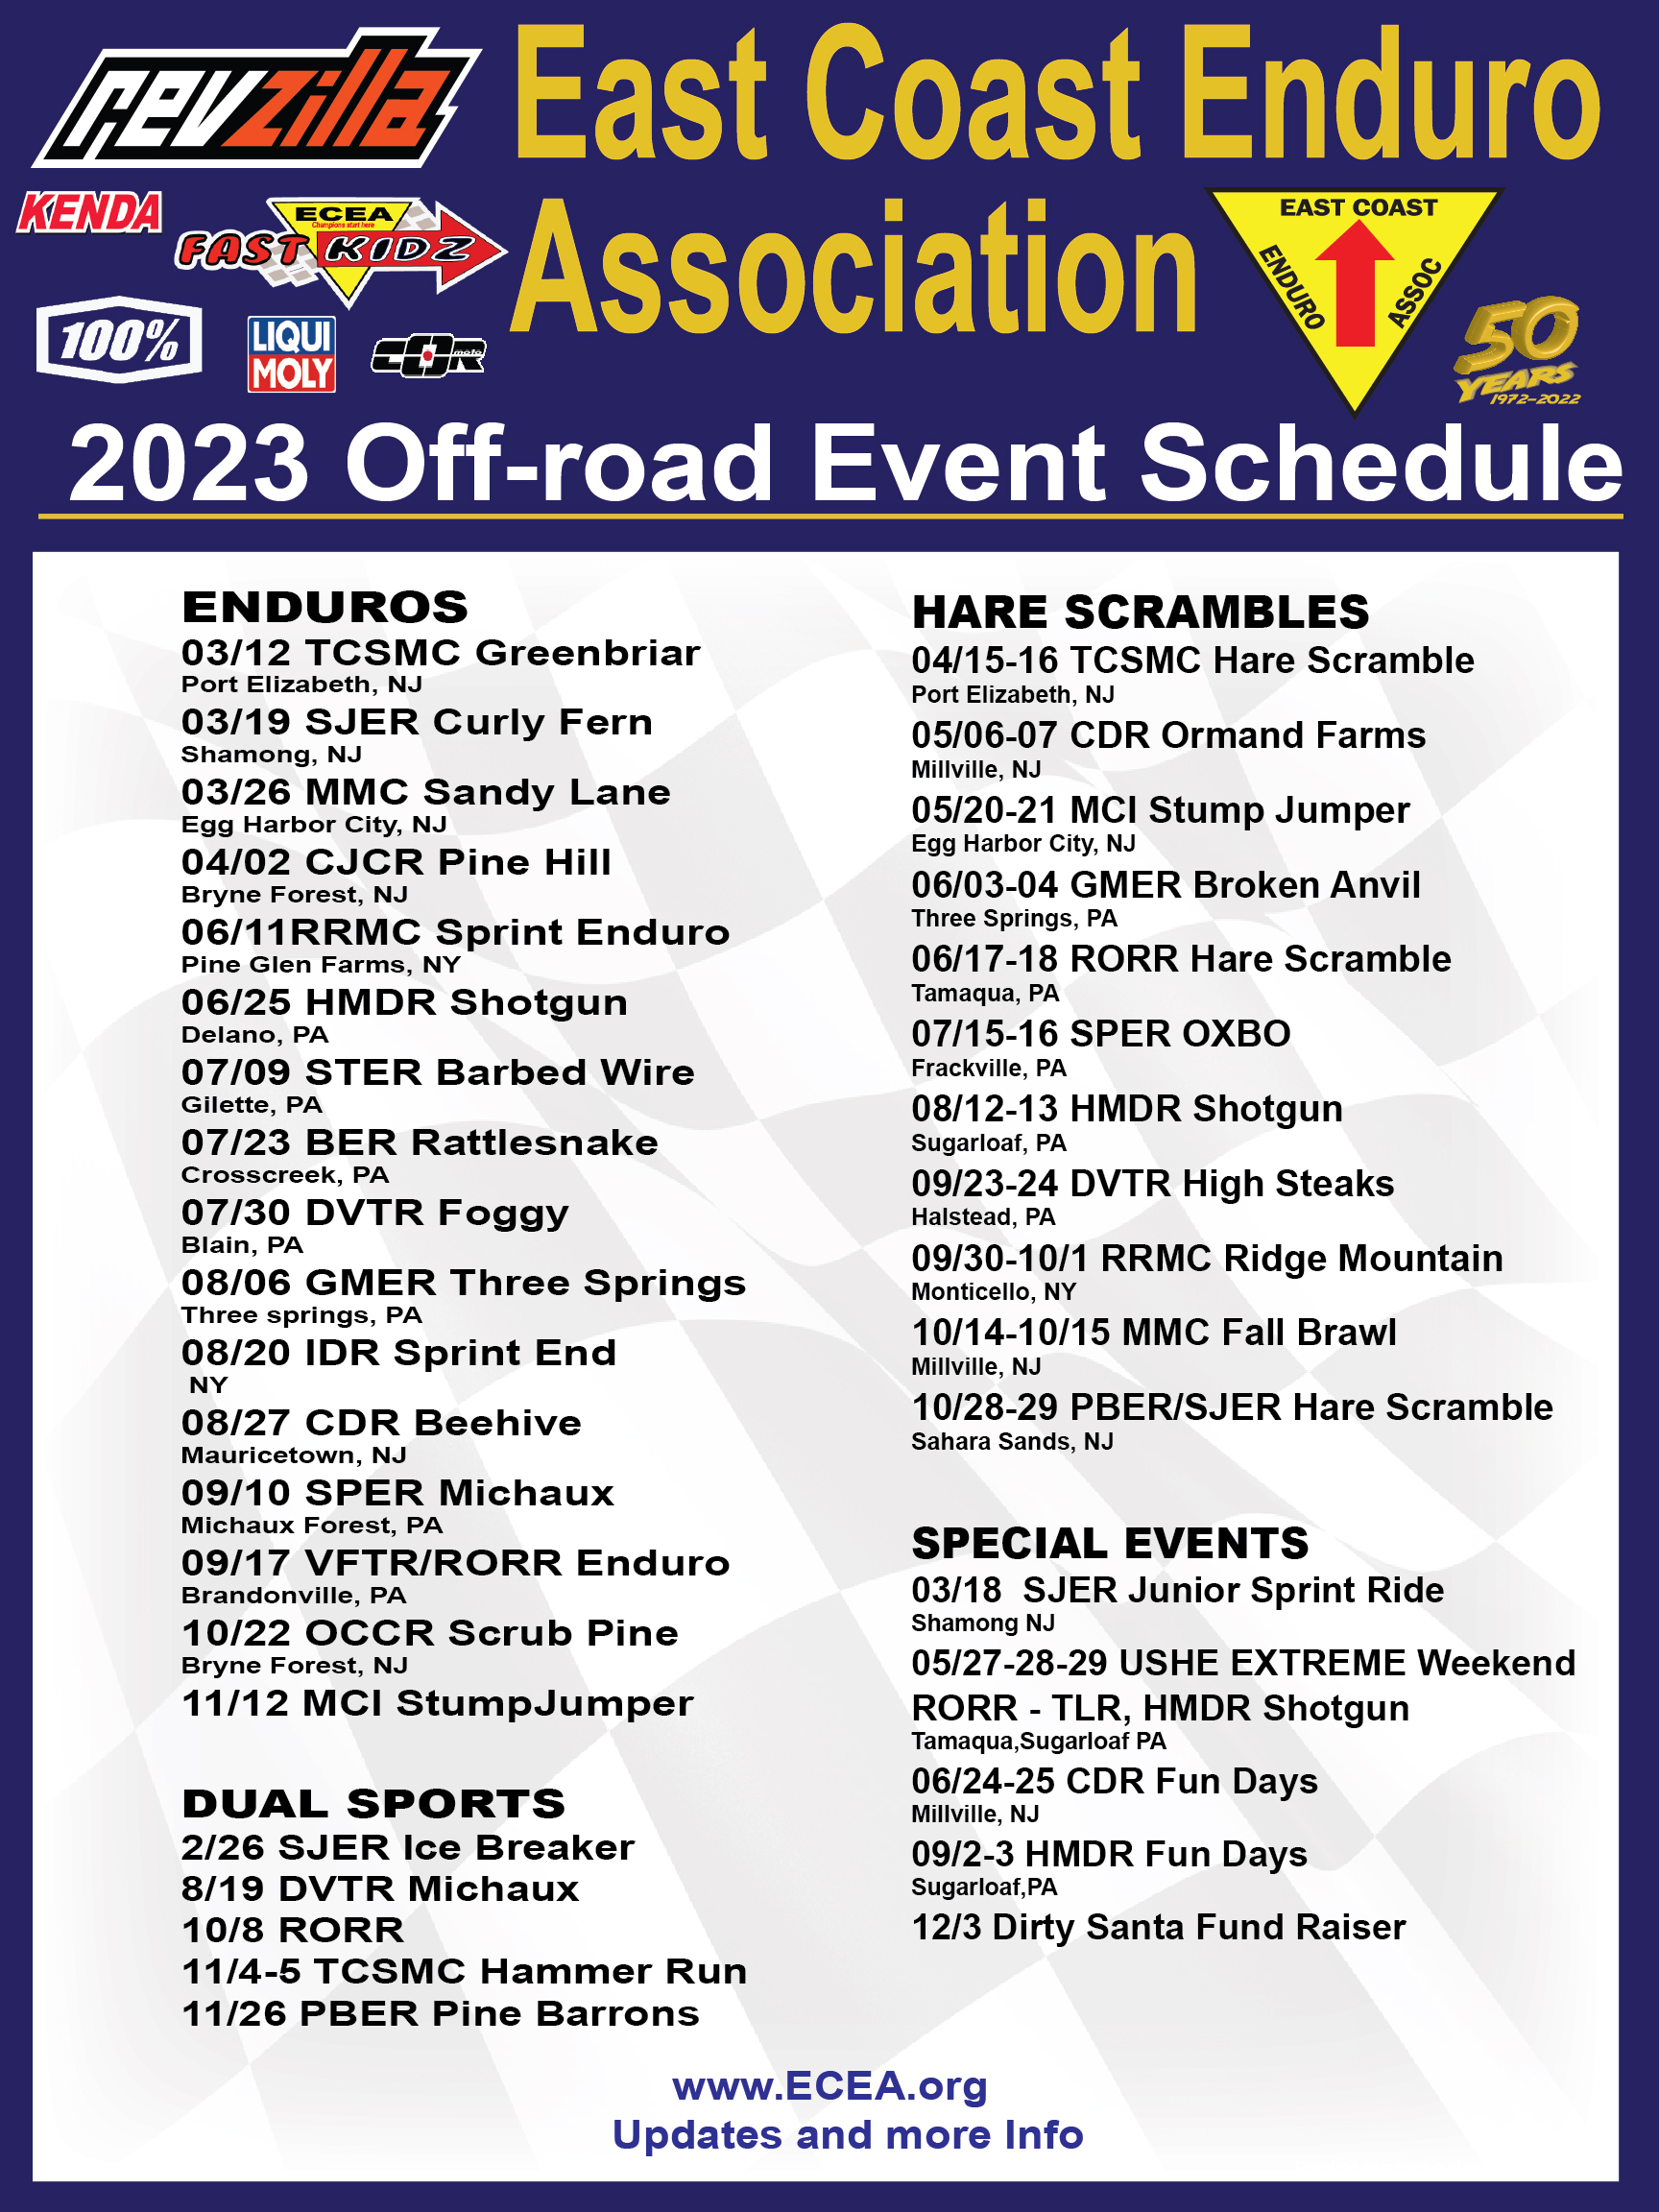 revzilla
East Coast Enduro
Association
KENDA
ECEA
Champions start here
FAST KIDZ
100%
LIQUI
MOLY
COR moto
EAST COAST
ENDURO
ASSOC
50
YEARS
1972-2022
2023 Off-road Event Schedule
ENDUROS
03/12 TCSMC Greenbriar
Port Elizabeth, NJ
03/19 SJER Curly Fern
Shamong, NJ
03/26 MMC Sandy Lane
Egg Harbor City, NJ
04/02 CJCR Pine Hill
Bryne Forest, NJ
06/11RRMC Sprint Enduro
Pine Glen Farms, NY
06/25 HMDR Shotgun
Delano, PA
07/09 STER Barbed Wire
Gilette, PA
07/23 BER Rattlesnake
Crosscreek, PA
07/30 DVTR Foggy
Blain, PA
08/06 GMER Three Springs
Three springs, PA
08/20 IDR Sprint End
NY
08/27 CDR Beehive
Mauricetown, NJ
09/10 SPER Michaux
Michaux Forest, PA
09/17 VFTR/RORR Enduro
Brandonville, PA
10/22 OCCR Scrub Pine
Bryne Forest, NJ
11/12 MCI StumpJumper
DUAL SPORTS
2/26 SJER Ice Breaker
8/19 DVTR Michaux
10/8 RORR
11/4-5 TCSMC Hammer Run
11/26 PBER Pine Barrons
HARE SCRAMBLES
04/15-16 TCSMC Hare Scramble
Port Elizabeth, NJ
05/06-07 CDR Ormand Farms
Millville, NJ
05/20-21 MCI Stump Jumper
Egg Harbor City, NJ
06/03-04 GMER Broken Anvil
Three Springs, PA
06/17-18 RORR Hare Scramble
Tamaqua, PA
07/15-16 SPER OXBO
Frackville, PA
08/12-13 HMDR Shotgun
Sugarloaf, PA
09/23-24 DVTR High Steaks
Halstead, PA
09/30-10/1 RRMC Ridge Mountain
Monticello, NY
10/14-10/15 MMC Fall Brawl
Millville, NJ
10/28-29 PBER/SJER Hare Scramble
Sahara Sands, NJ
SPECIAL EVENTS
03/18 SJER Junior Sprint Ride
Shamong NJ
05/27-28-29 USHE EXTREME Weekend
RORR - TLR, HMDR Shotgun
Tamaqua,Sugarloaf PA
06/24-25 CDR Fun Days
Millville, NJ
09/2-3 HMDR Fun Days
Sugarloaf,PA
12/3 Dirty Santa Fund Raiser
www.ECEA.org
Updates and more Info